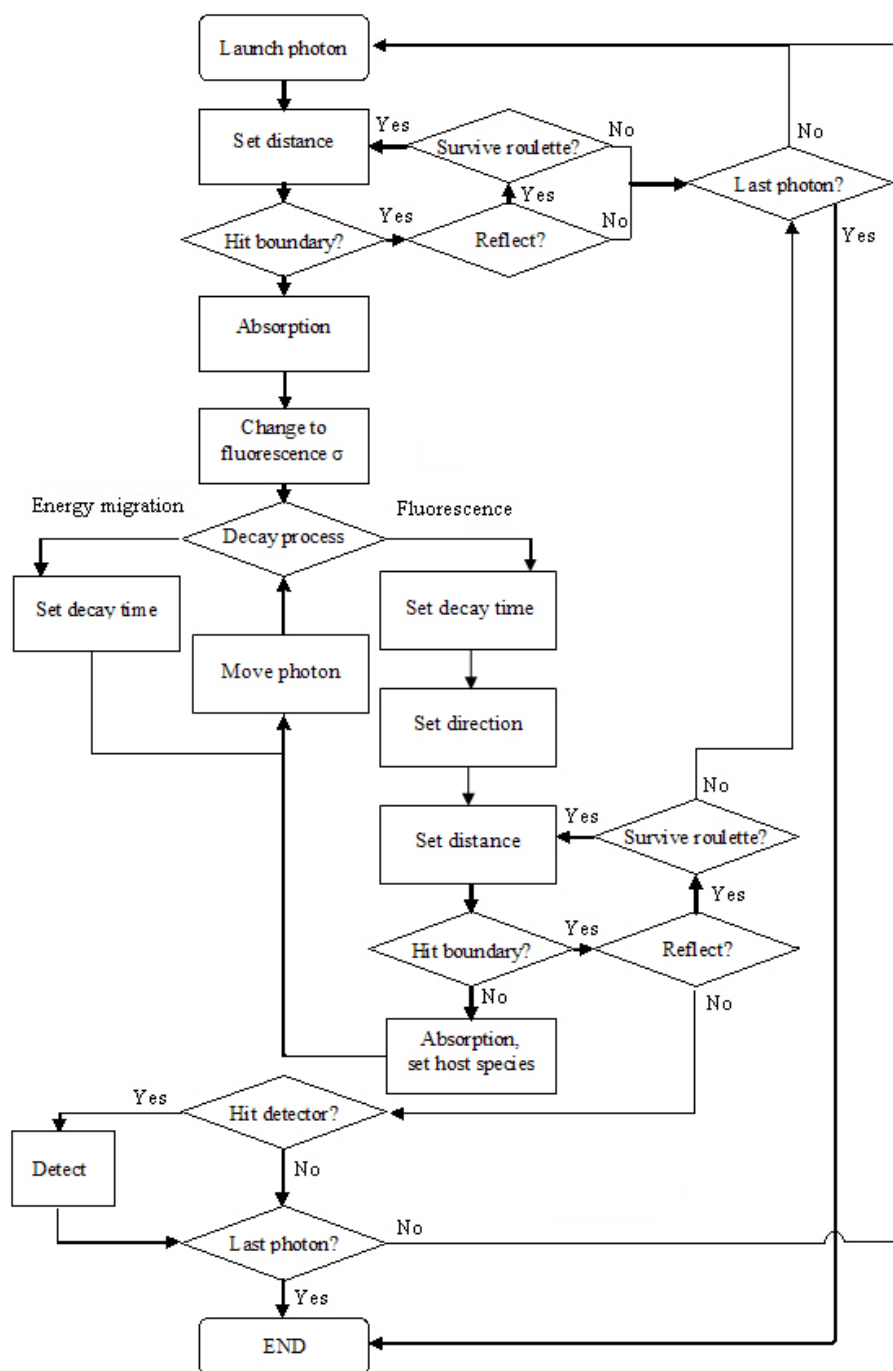 Launch photon
Set distance
Yes
Survive roulette?
No
No
Last photon?
Yes
Hit boundary?
Yes
Reflect?
Yes
No
Absorption
Change to
fluorescence σ
Energy migration
Decay process
Fluorescence
Set decay time
Move photon
Set decay time
Set direction
Set distance
Yes
Survive roulette?
No
Hit boundary?
Yes
Reflect?
Yes
No
No
Absorption,
set host species
Yes
Hit detector?
Detect
No
Last photon?
No
Yes
END